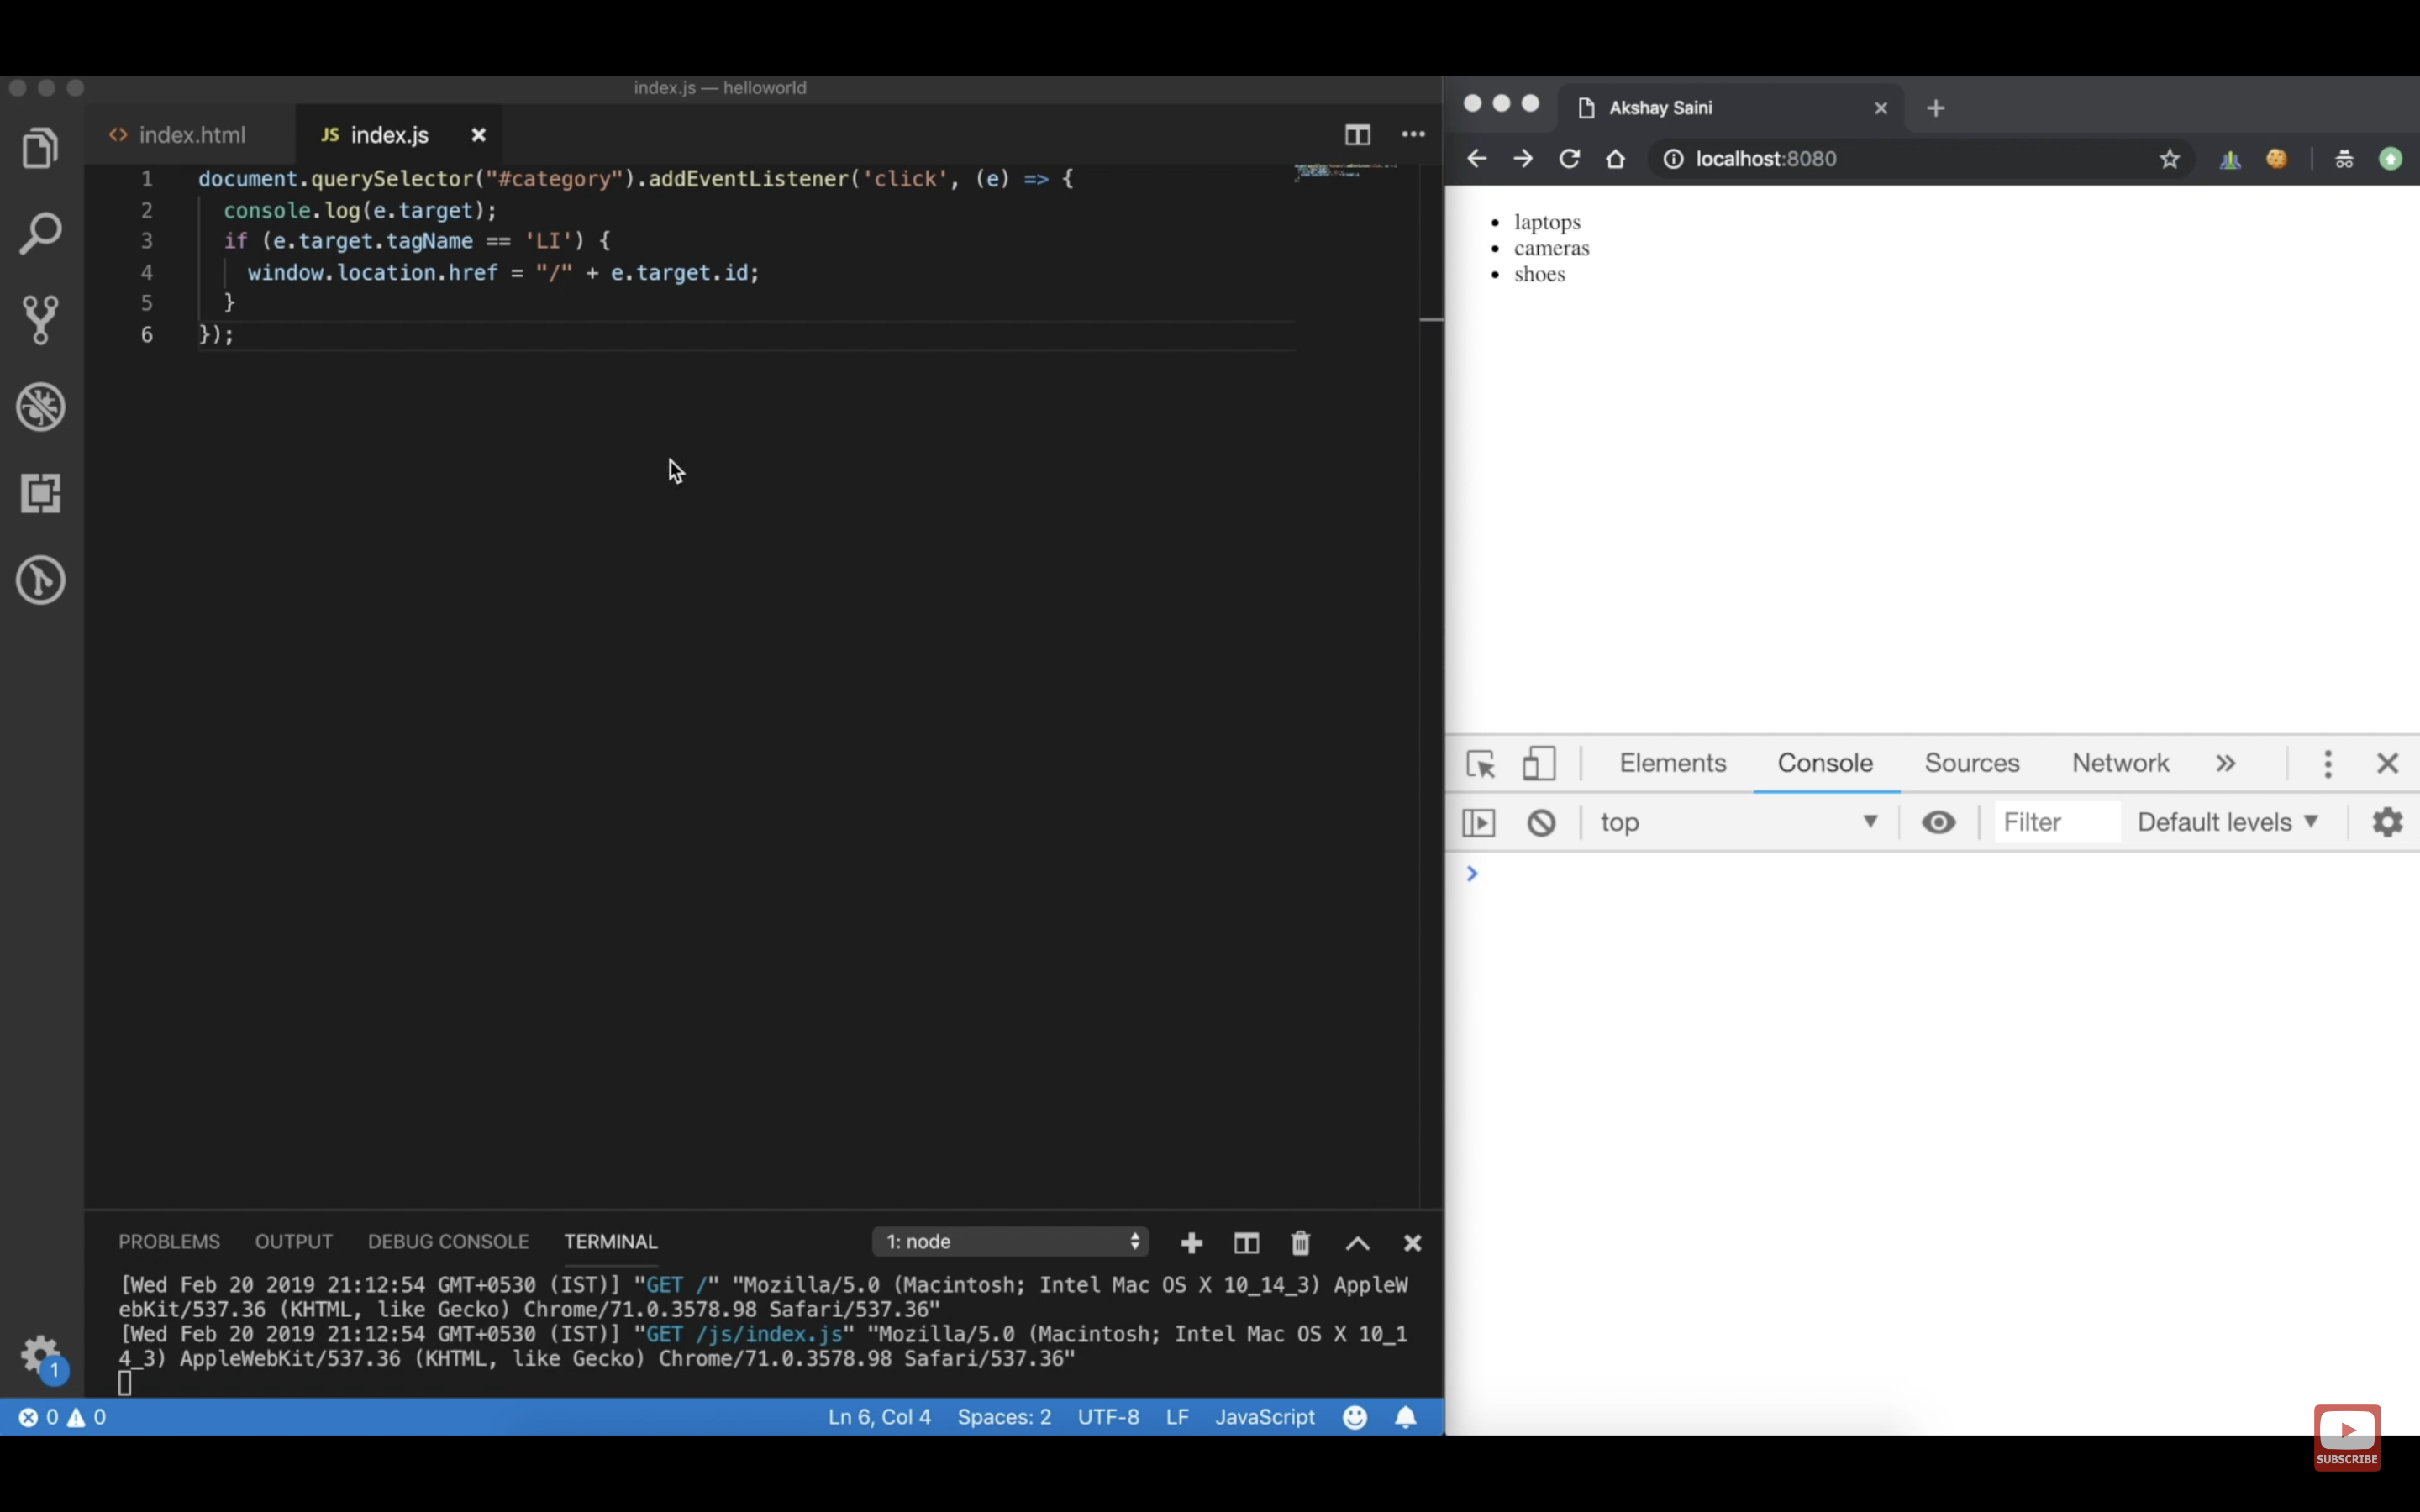 index.js — helloworld
index.html
JS index.js
1 document.querySelector("#category").addEventListener('click', (e) => {
2 console.log(e.target);
3 if (e.target.tagName == 'LI') {
4 window.location.href = "/" + e.target.id;
5 }
6 });
PROBLEMS OUTPUT DEBUG CONSOLE TERMINAL 1: node
[Wed Feb 20 2019 21:12:54 GMT+0530 (IST)] "GET /" "Mozilla/5.0 (Macintosh; Intel Mac OS X 10_14_3) AppleW
ebKit/537.36 (KHTML, like Gecko) Chrome/71.0.3578.98 Safari/537.36"
[Wed Feb 20 2019 21:12:54 GMT+0530 (IST)] "GET /js/index.js" "Mozilla/5.0 (Macintosh; Intel Mac OS X 10_1
4_3) AppleWebKit/537.36 (KHTML, like Gecko) Chrome/71.0.3578.98 Safari/537.36"
1
0 0 Ln 6, Col 4 Spaces: 2 UTF-8 LF JavaScript
Akshay Saini
localhost:8080
• laptops
• cameras
• shoes
Elements Console Sources Network »
top Filter Default levels
SUBSCRIBE